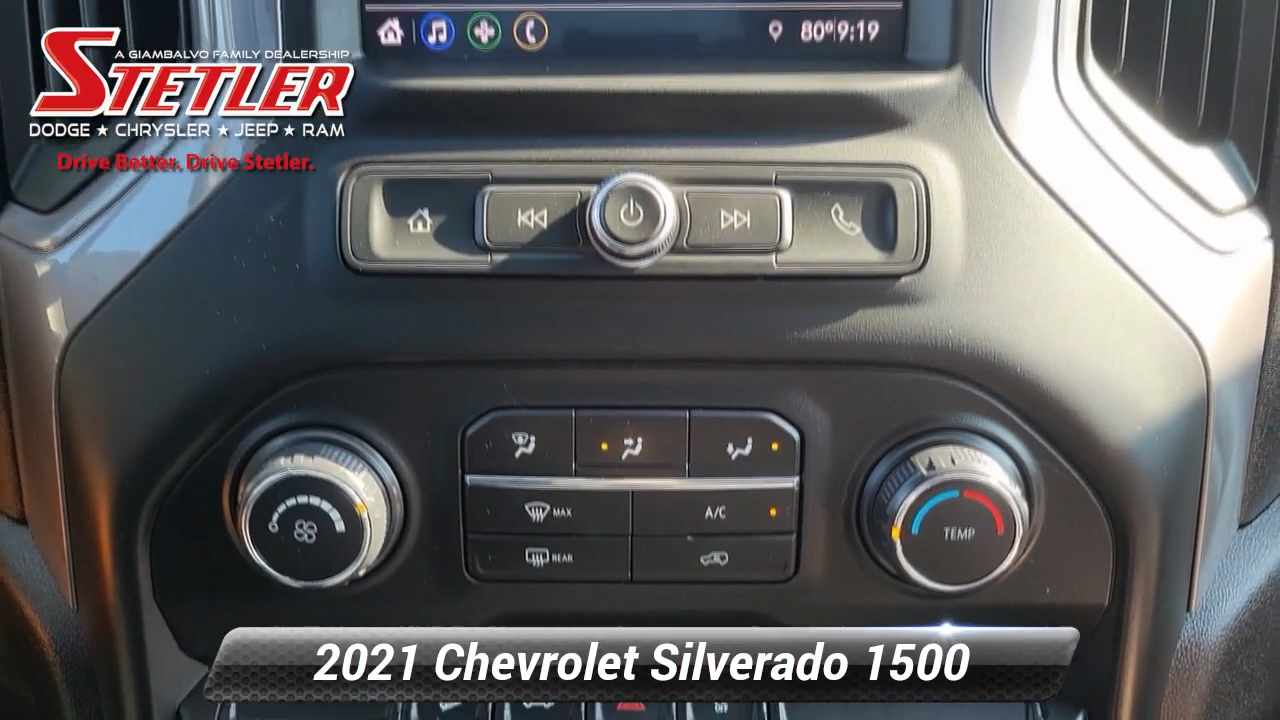 A GIAMBALVO FAMILY DEALERSHIP
STETLER
DODGE ★ CHRYSLER ★ JEEP ★ RAM
Drive Better. Drive Stetler.
80° 9:19
MAX
A/C
REAR
TEMP
OFF
2021 Chevrolet Silverado 1500